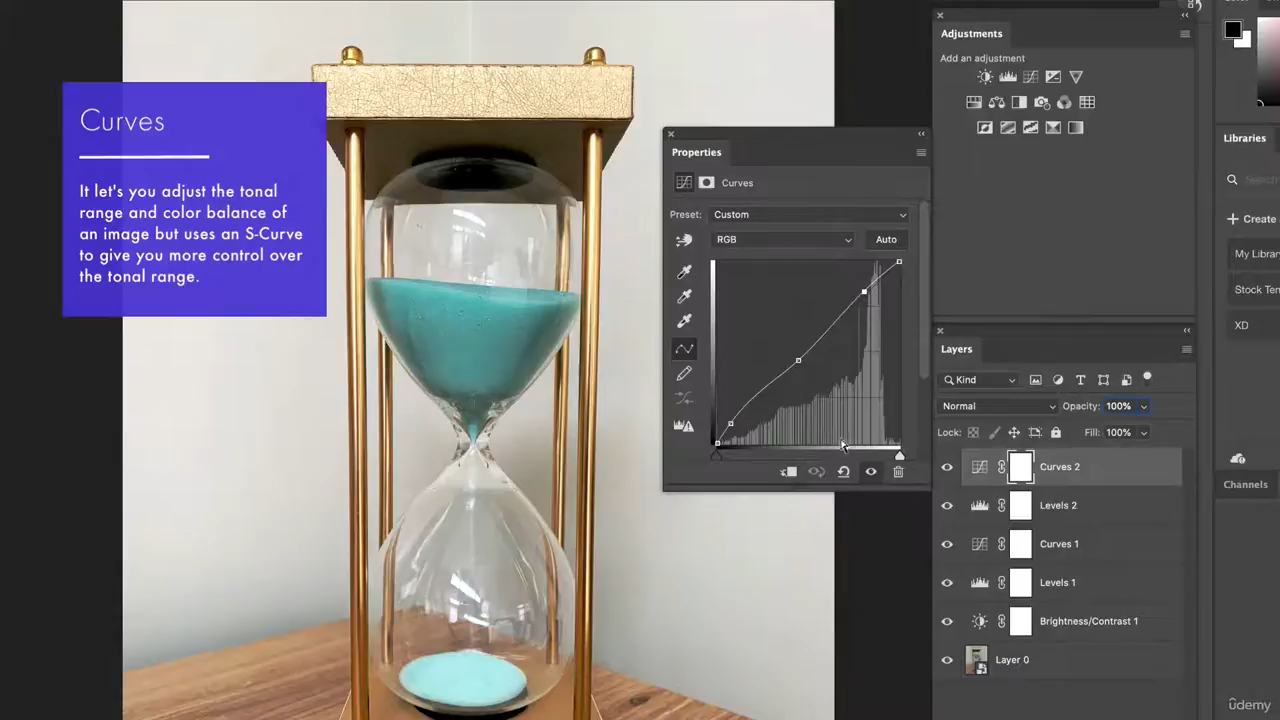 Curves
It let's you adjust the tonal
range and color balance of
an image but uses an S-Curve
to give you more control over
the tonal range.
Properties
Curves
Preset: Custom
RGB
Auto
Adjustments
Add an adjustment
Layers
Kind
Normal
Opacity: 100%
Lock:
Fill: 100%
Curves 2
Levels 2
Curves 1
Levels 1
Brightness/Contrast 1
Layer 0
Libraries
Create
My Library
Stock
XD
Channels
ûdemy